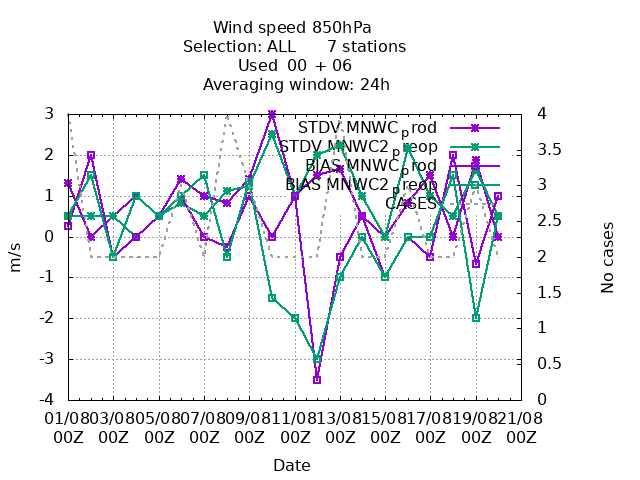 Wind speed 850hPa
Selection: ALL 7 stations
Used 00 + 06
Averaging window: 24h
STDV MNWC_prod
STDV MNWC2_preop
BIAS MNWC_prod
BIAS MNWC2_preop
CASES
3
2
1
0
-1
-2
-3
-4
m/s
4
3.5
3
2.5
2
1.5
1
0.5
0
No cases
01/08 03/08 05/08 07/08 09/08 11/08 13/08 15/08 17/08 19/08 21/08
00Z 00Z 00Z 00Z 00Z 00Z 00Z 00Z 00Z 00Z 00Z
Date